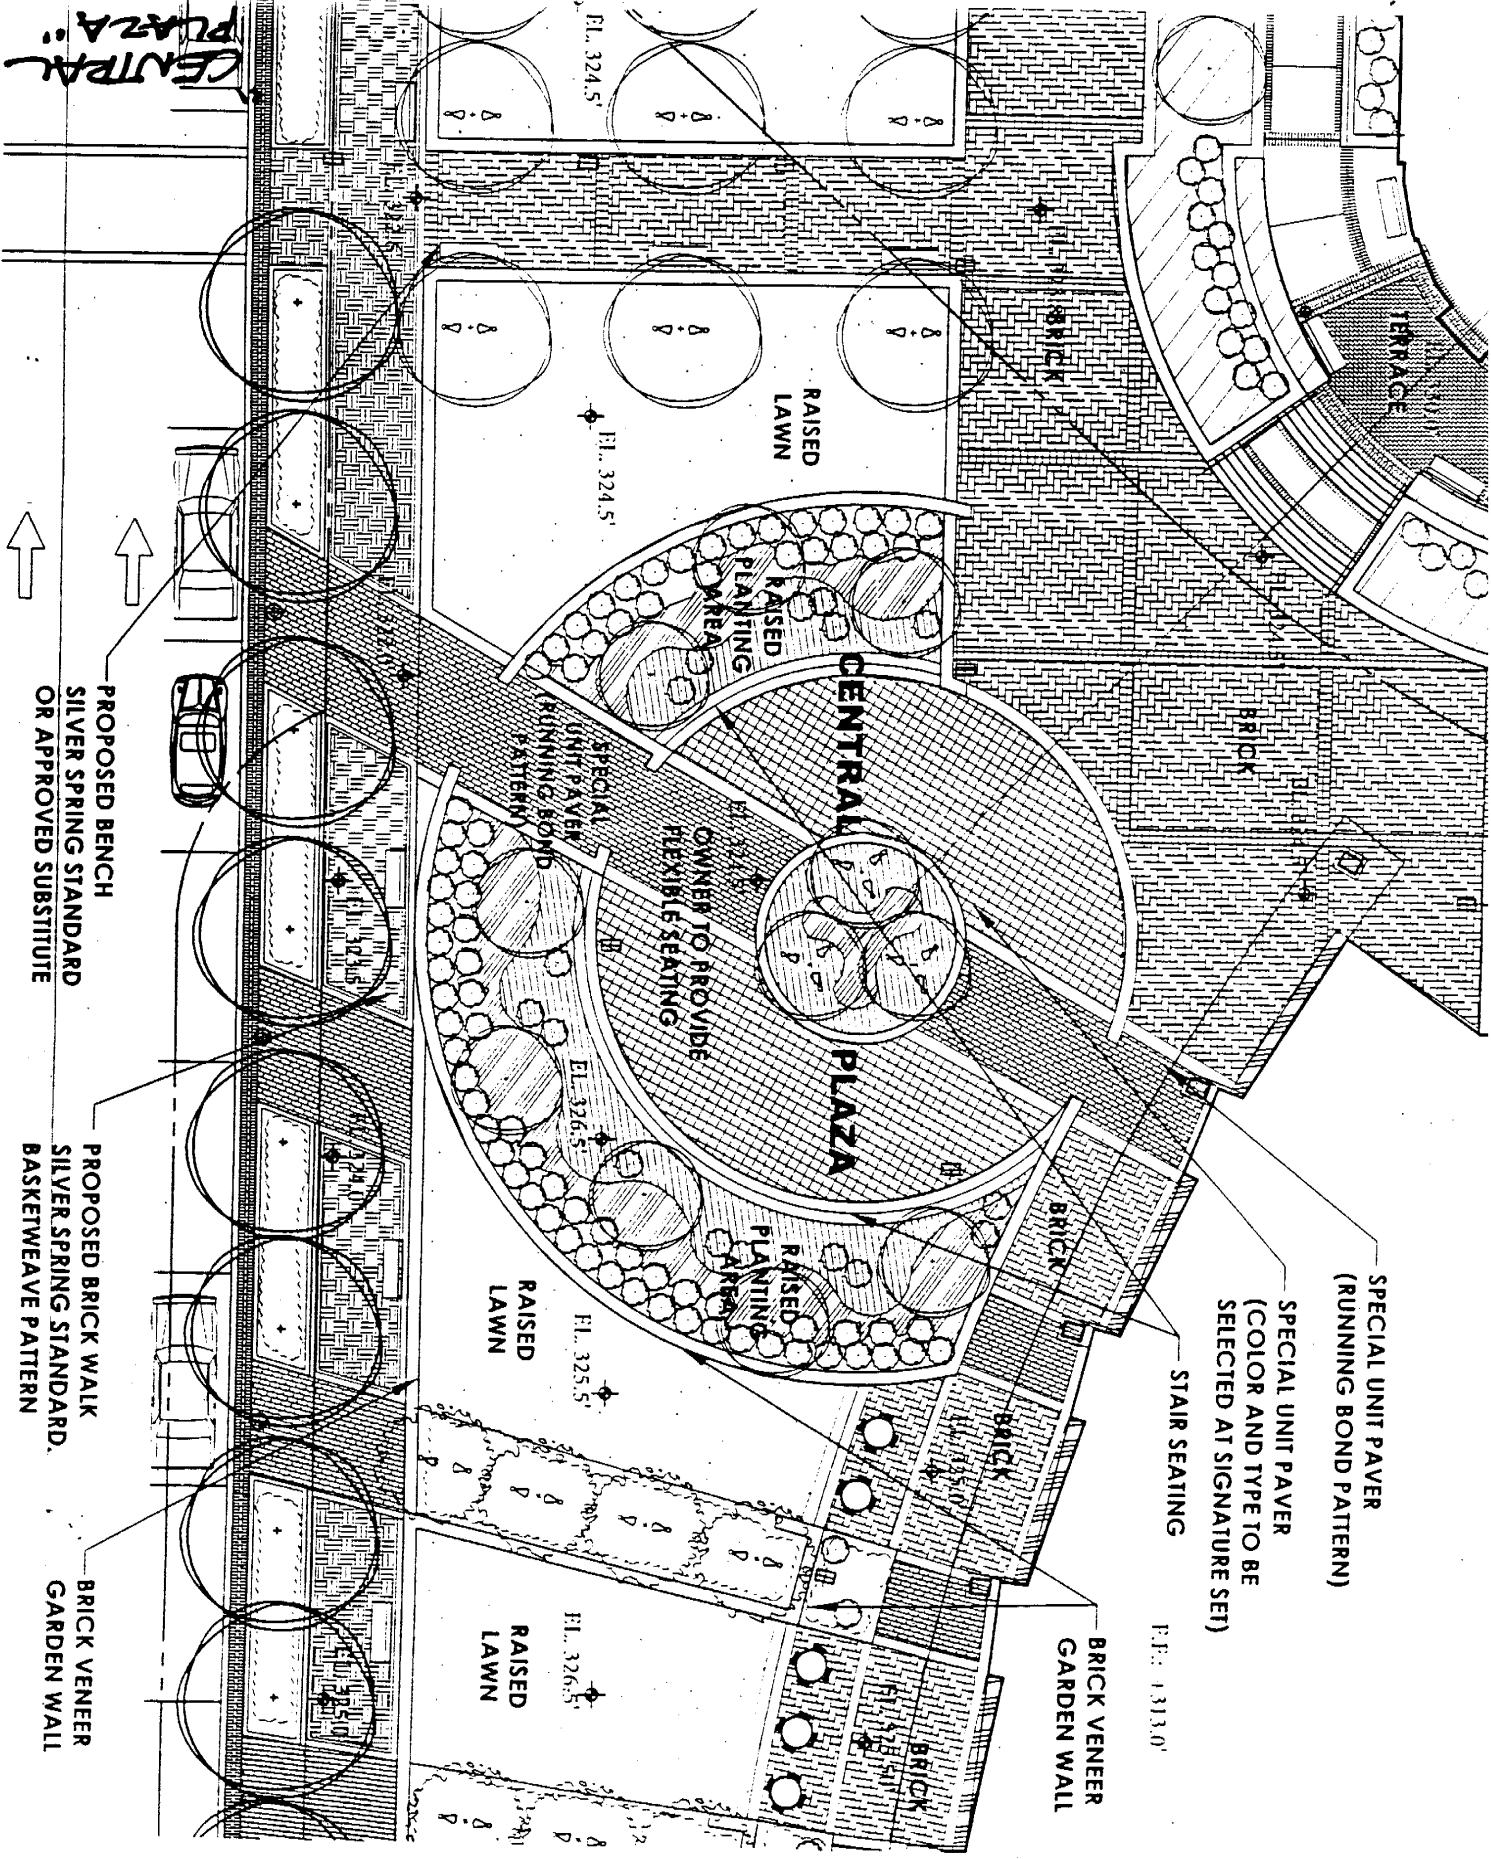 CENTRAL
PLAZA"
SPECIAL UNIT PAVER
(RUNNING BOND PATTERN)
SPECIAL UNIT PAVER
(COLOR AND TYPE TO BE
SELECTED AT SIGNATURE SET)
STAIR SEATING
BRICK VENEER
GARDEN WALL
TERRACE
BRICK
BRICK
BRICK
BRICK
BRICK
CENTRAL PLAZA
RAISED
LAWN
RAISED
PLANTING
AREA
OWNER TO PROVIDE
FLEXIBLE SEATING
SPECIAL
UNIT PAVER
(RUNNING BOND
PATTERN)
RAISED
PLANTING
AREA
RAISED
LAWN
RAISED
LAWN
EL. 324.5'
EL. 324.5'
EL. 326.5'
EL. 325.5'
EL. 326.5'
PROPOSED BENCH
SILVER SPRING STANDARD
OR APPROVED SUBSTITUTE
PROPOSED BRICK WALK
SILVER SPRING STANDARD.
BASKETWEAVE PATTERN
BRICK VENEER
GARDEN WALL